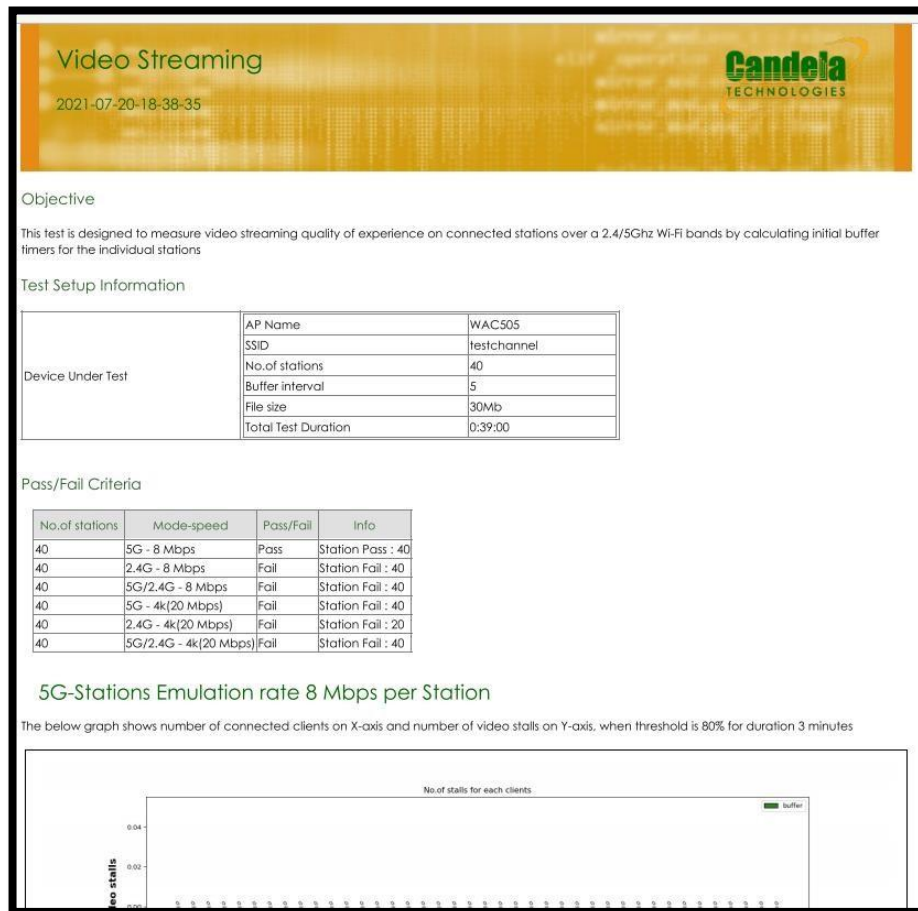 Video Streaming
2021-07-20-18-38-35
Candela
TECHNOLOGIES
Objective
This test is designed to measure video streaming quality of experience on connected stations over a 2.4/5Ghz Wi-Fi bands by calculating initial buffer
timers for the individual stations
Test Setup Information
Device Under Test
AP Name WAC505
SSID testchannel
No.of stations 40
Buffer interval 5
File size 30Mb
Total Test Duration 0:39:00
Pass/Fail Criteria
No.of stations Mode-speed Pass/Fail Info
40 5G - 8 Mbps Pass Station Pass : 40
40 2.4G - 8 Mbps Fail Station Fail : 40
40 5G/2.4G - 8 Mbps Fail Station Fail : 40
40 5G - 4k(20 Mbps) Fail Station Fail : 40
40 2.4G - 4k(20 Mbps) Fail Station Fail : 20
40 5G/2.4G - 4k(20 Mbps) Fail Station Fail : 40
5G-Stations Emulation rate 8 Mbps per Station
The below graph shows number of connected clients on X-axis and number of video stalls on Y-axis, when threshold is 80% for duration 3 minutes
No.of stalls for each clients
buffer
0.04
0.02
0.00
stalls